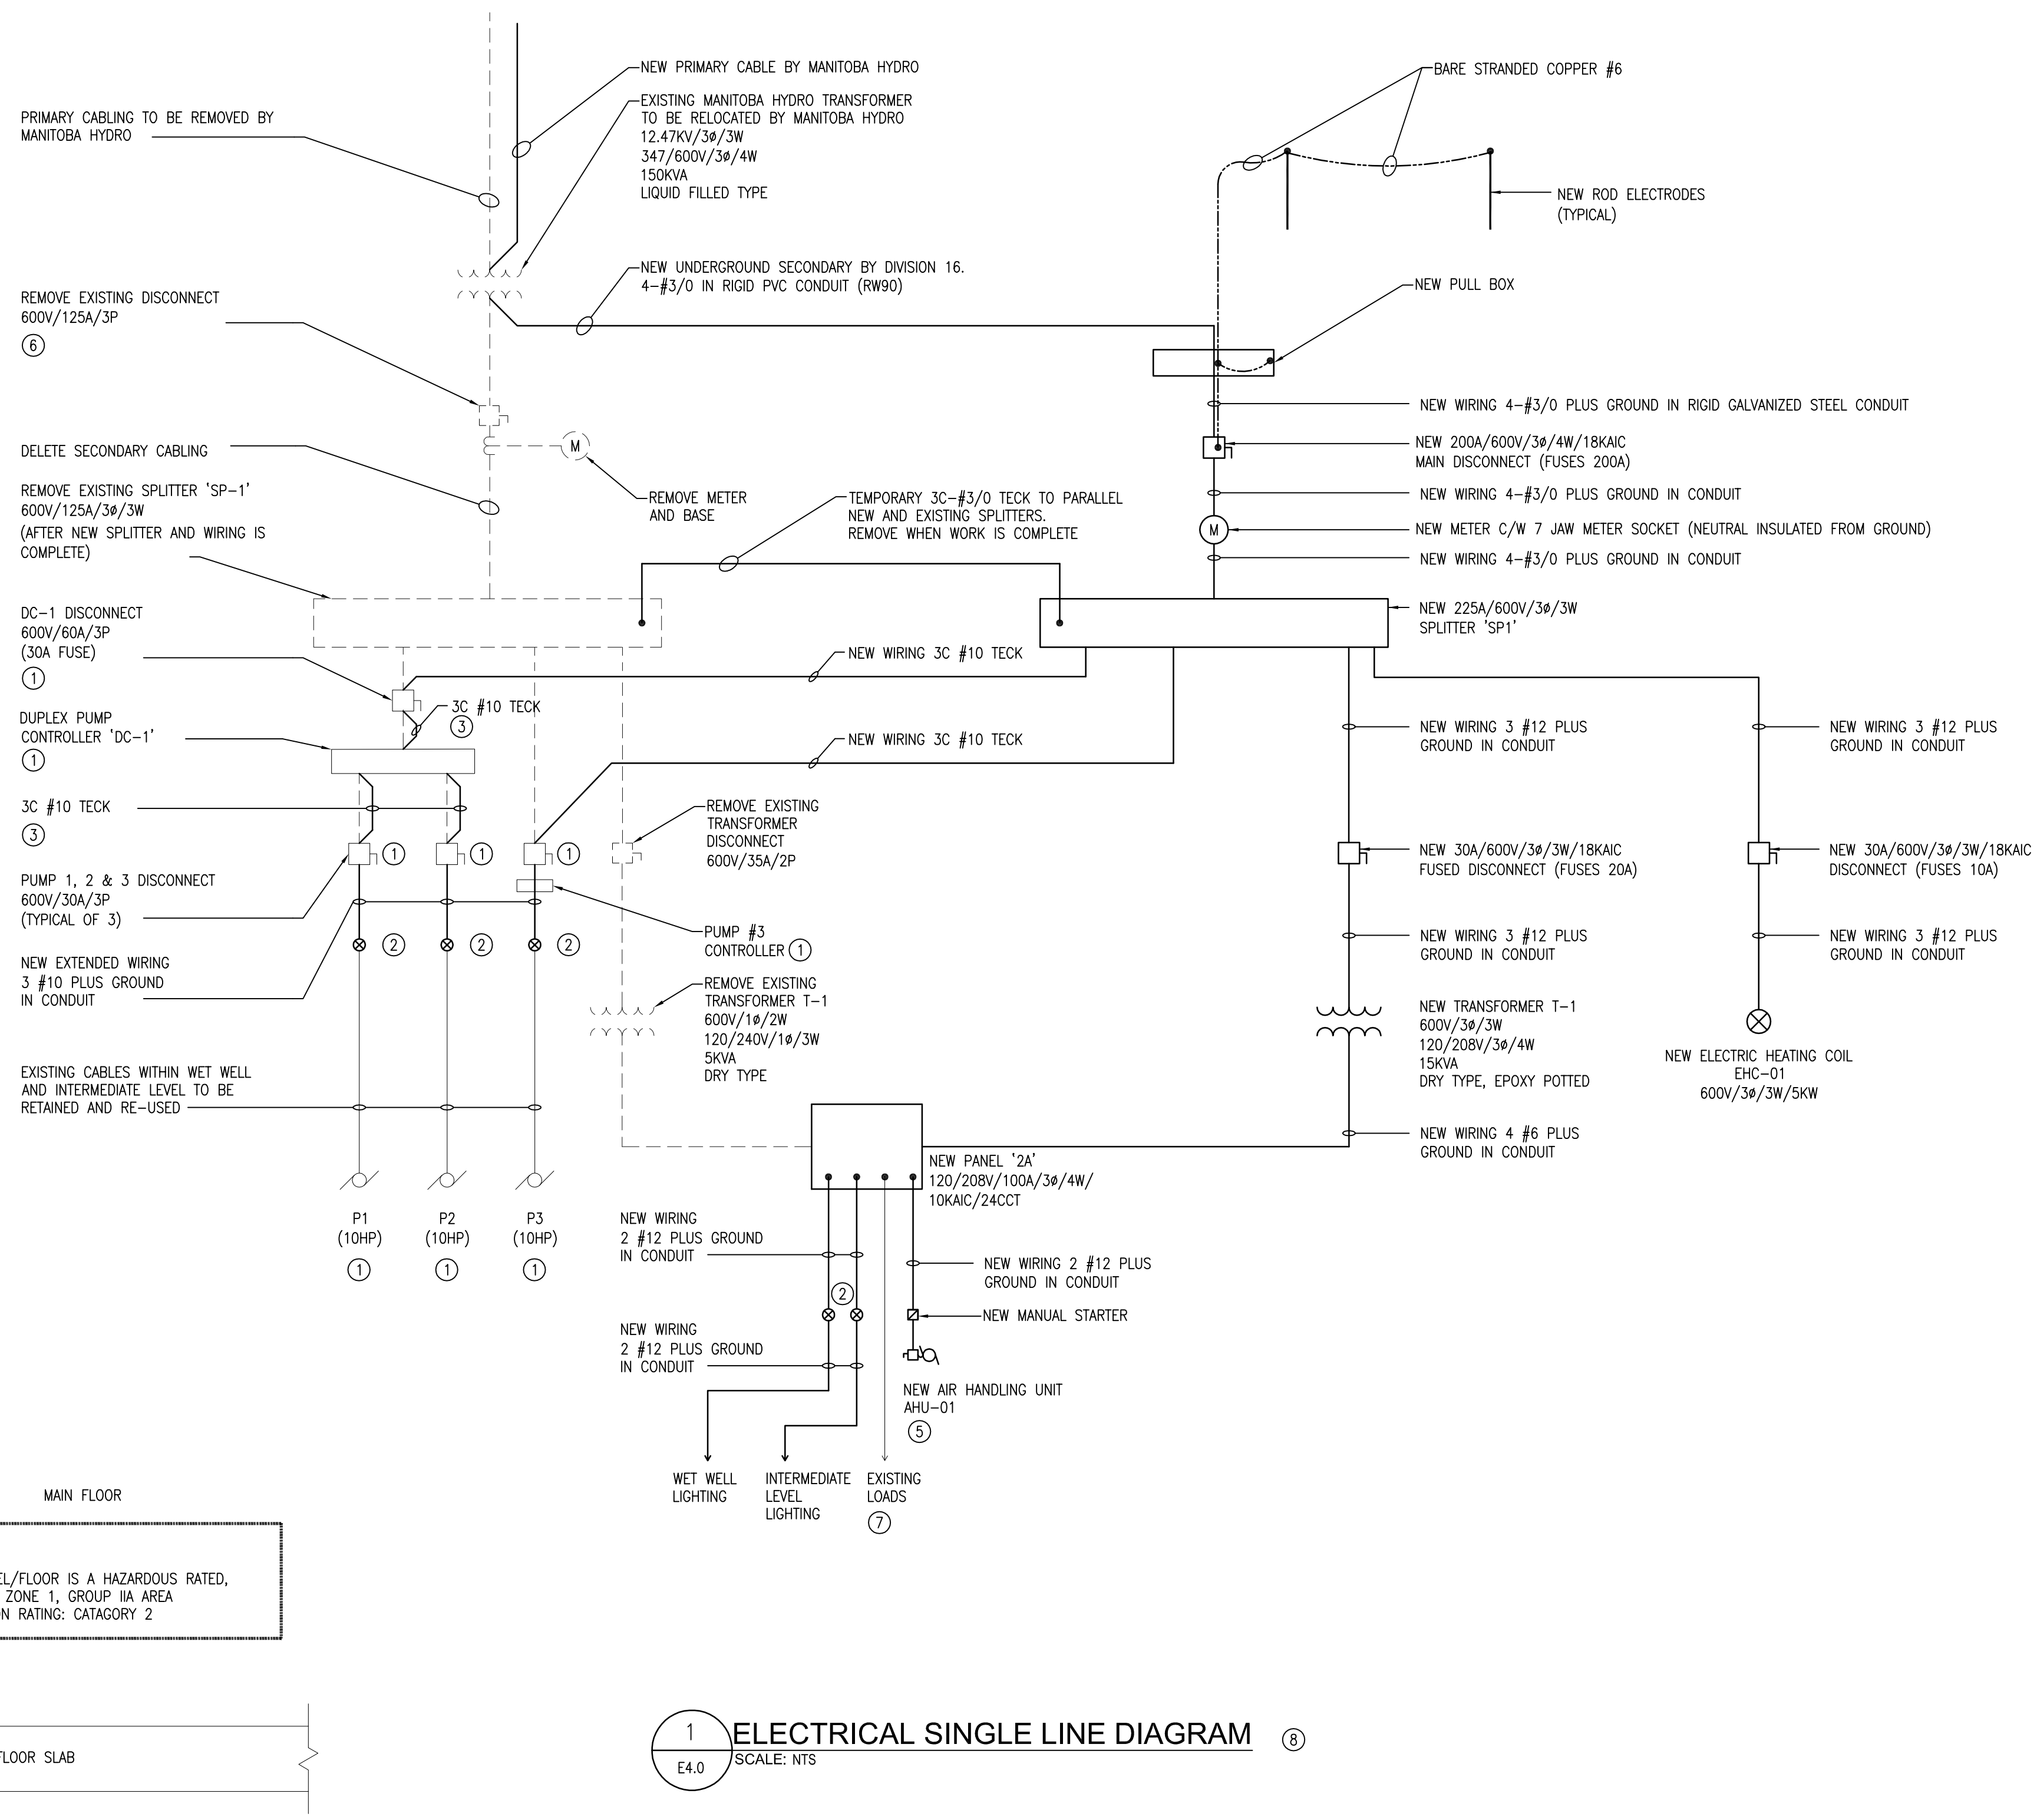 NEW PRIMARY CABLE BY MANITOBA HYDRO
EXISTING MANITOBA HYDRO TRANSFORMER
TO BE RELOCATED BY MANITOBA HYDRO
12.47KV/3ø/3W
347/600V/3ø/4W
150KVA
LIQUID FILLED TYPE
BARE STRANDED COPPER #6
PRIMARY CABLING TO BE REMOVED BY
MANITOBA HYDRO
NEW ROD ELECTRODES
(TYPICAL)
NEW UNDERGROUND SECONDARY BY DIVISION 16.
4-#3/0 IN RIGID PVC CONDUIT (RW90)
NEW PULL BOX
REMOVE EXISTING DISCONNECT
600V/125A/3P
6
NEW WIRING 4-#3/0 PLUS GROUND IN RIGID GALVANIZED STEEL CONDUIT
NEW 200A/600V/3ø/4W/18KAIC
MAIN DISCONNECT (FUSES 200A)
DELETE SECONDARY CABLING
M
REMOVE METER
AND BASE
REMOVE EXISTING SPLITTER 'SP-1'
600V/125A/3ø/3W
(AFTER NEW SPLITTER AND WIRING IS
COMPLETE)
TEMPORARY 3C-#3/0 TECK TO PARALLEL
NEW AND EXISTING SPLITTERS.
REMOVE WHEN WORK IS COMPLETE
NEW WIRING 4-#3/0 PLUS GROUND IN CONDUIT
M
NEW METER C/W 7 JAW METER SOCKET (NEUTRAL INSULATED FROM GROUND)
NEW WIRING 4-#3/0 PLUS GROUND IN CONDUIT
NEW 225A/600V/3ø/3W
SPLITTER 'SP1'
DC-1 DISCONNECT
600V/60A/3P
(30A FUSE)
1
NEW WIRING 3C #10 TECK
3C #10 TECK
3
DUPLEX PUMP
CONTROLLER 'DC-1'
1
NEW WIRING 3C #10 TECK
NEW WIRING 3 #12 PLUS
GROUND IN CONDUIT
NEW WIRING 3 #12 PLUS
GROUND IN CONDUIT
3C #10 TECK
3
REMOVE EXISTING
TRANSFORMER
DISCONNECT
600V/35A/2P
1
1
1
NEW 30A/600V/3ø/3W/18KAIC
FUSED DISCONNECT (FUSES 20A)
NEW 30A/600V/3ø/3W/18KAIC
DISCONNECT (FUSES 10A)
PUMP 1, 2 & 3 DISCONNECT
600V/30A/3P
(TYPICAL OF 3)
PUMP #3
CONTROLLER 1
2
2
2
NEW WIRING 3 #12 PLUS
GROUND IN CONDUIT
NEW WIRING 3 #12 PLUS
GROUND IN CONDUIT
NEW EXTENDED WIRING
3 #10 PLUS GROUND
IN CONDUIT
REMOVE EXISTING
TRANSFORMER T-1
600V/1ø/2W
120/240V/1ø/3W
5KVA
DRY TYPE
NEW TRANSFORMER T-1
600V/3ø/3W
120/208V/3ø/4W
15KVA
DRY TYPE, EPOXY POTTED
NEW ELECTRIC HEATING COIL
EHC-01
600V/3ø/3W/5KW
EXISTING CABLES WITHIN WET WELL
AND INTERMEDIATE LEVEL TO BE
RETAINED AND RE-USED
NEW WIRING 4 #6 PLUS
GROUND IN CONDUIT
NEW PANEL '2A'
120/208V/100A/3ø/4W/
10KAIC/24CCT
P1
(10HP)
1
P2
(10HP)
1
P3
(10HP)
1
NEW WIRING
2 #12 PLUS GROUND
IN CONDUIT
NEW WIRING 2 #12 PLUS
GROUND IN CONDUIT
2
NEW MANUAL STARTER
NEW WIRING
2 #12 PLUS GROUND
IN CONDUIT
NEW AIR HANDLING UNIT
AHU-01
5
WET WELL
LIGHTING
INTERMEDIATE
LEVEL
LIGHTING
EXISTING
LOADS
7
MAIN FLOOR
EL/FLOOR IS A HAZARDOUS RATED,
ZONE 1, GROUP IIA AREA
ON RATING: CATAGORY 2
FLOOR SLAB
1
E4.0
ELECTRICAL SINGLE LINE DIAGRAM
SCALE: NTS
8